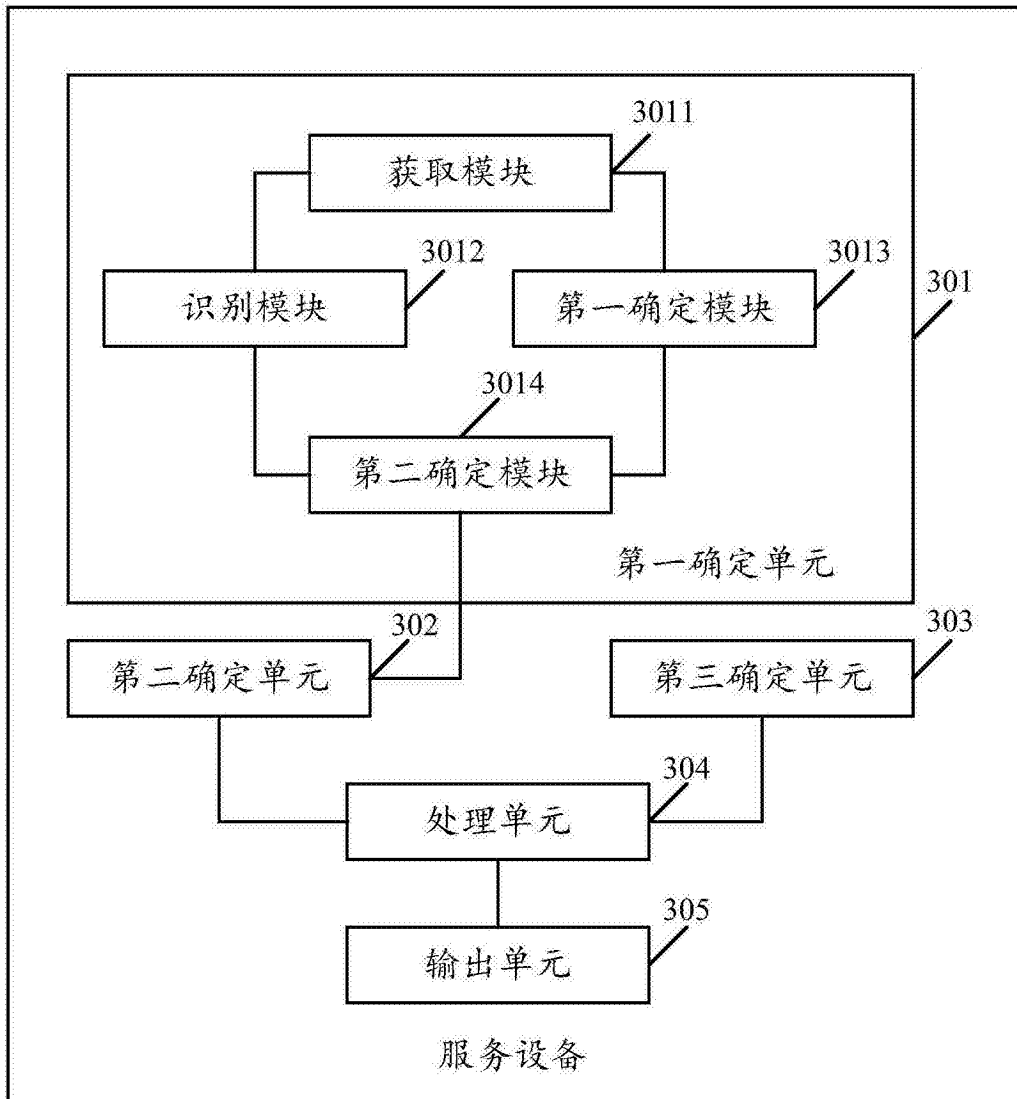 3011
获取模块
3012
3013
识别模块
第一确定模块
301
3014
第二确定模块
第一确定单元
302
303
第二确定单元
第三确定单元
304
处理单元
305
输出单元
服务设备